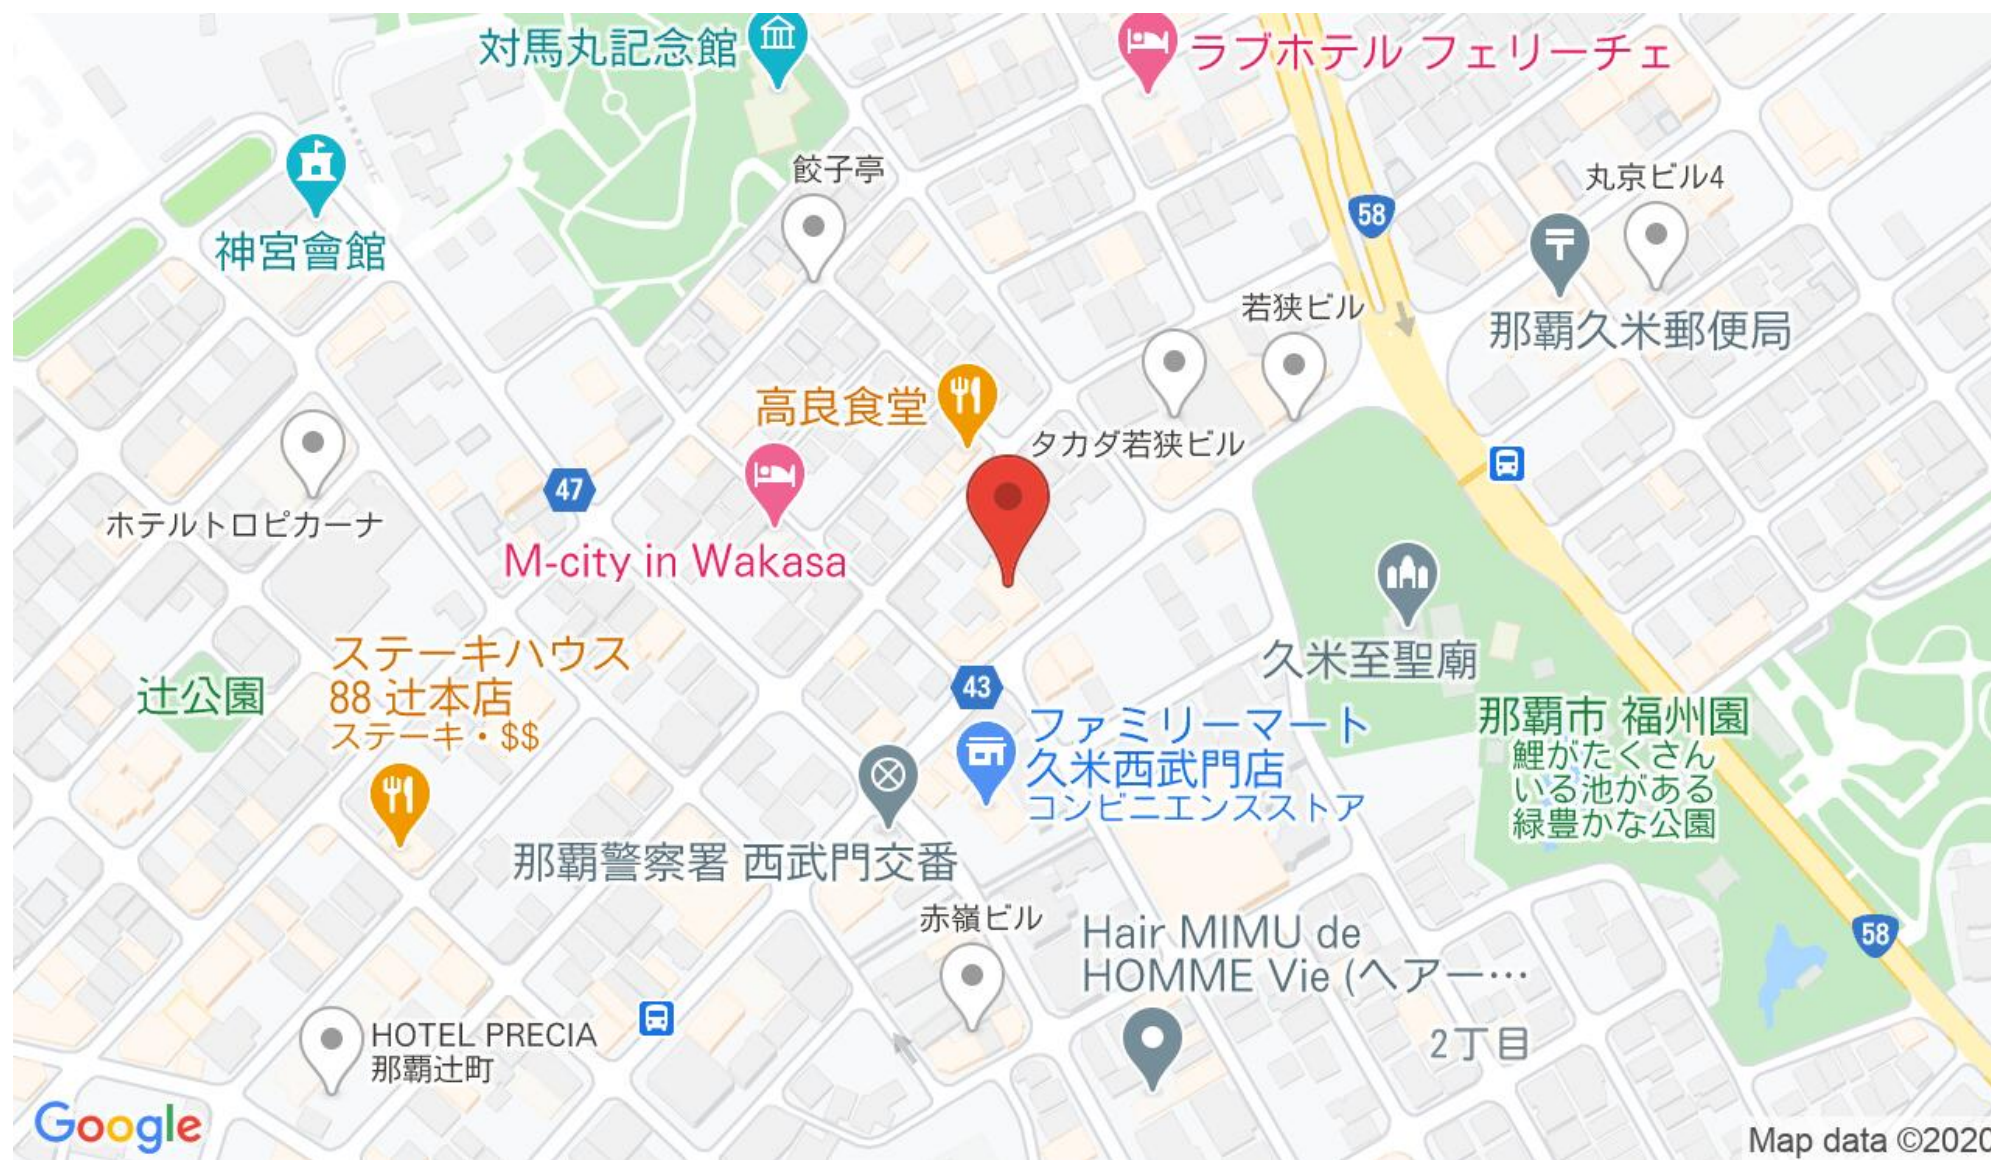 対馬丸記念館
ラブホテル フェリーチェ
餃子亭
丸京ビル4
58
神宮會館
若狭ビル
那覇久米郵便局
高良食堂
タカダ若狭ビル
47
ホテルトロピカーナ
M-city in Wakasa
ステーキハウス
88 辻本店
ステーキ・$$
辻公園
久米至聖廟
43
ファミリーマート
久米西武門店
コンビニエンスストア
那覇市 福州園
鯉がたくさん
いる池がある
緑豊かな公園
那覇警察署 西武門交番
赤嶺ビル
Hair MIMU de
HOMME Vie (ヘアー…
58
HOTEL PRECIA
那覇辻町
2丁目
Google
Map data ©2020